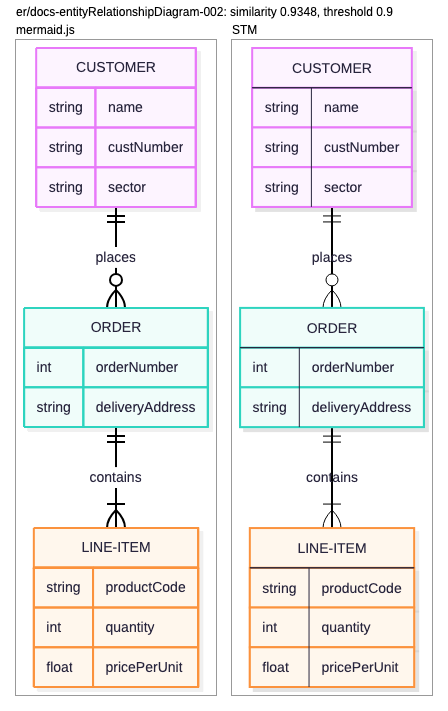 er/docs-entityRelationshipDiagram-002: similarity 0.9348, threshold 0.9
mermaid.js
CUSTOMER
string name
string custNumber
string sector
places
ORDER
int orderNumber
string deliveryAddress
contains
LINE-ITEM
string productCode
int quantity
float pricePerUnit
STM
CUSTOMER
string name
string custNumber
string sector
places
ORDER
int orderNumber
string deliveryAddress
contains
LINE-ITEM
string productCode
int quantity
float pricePerUnit